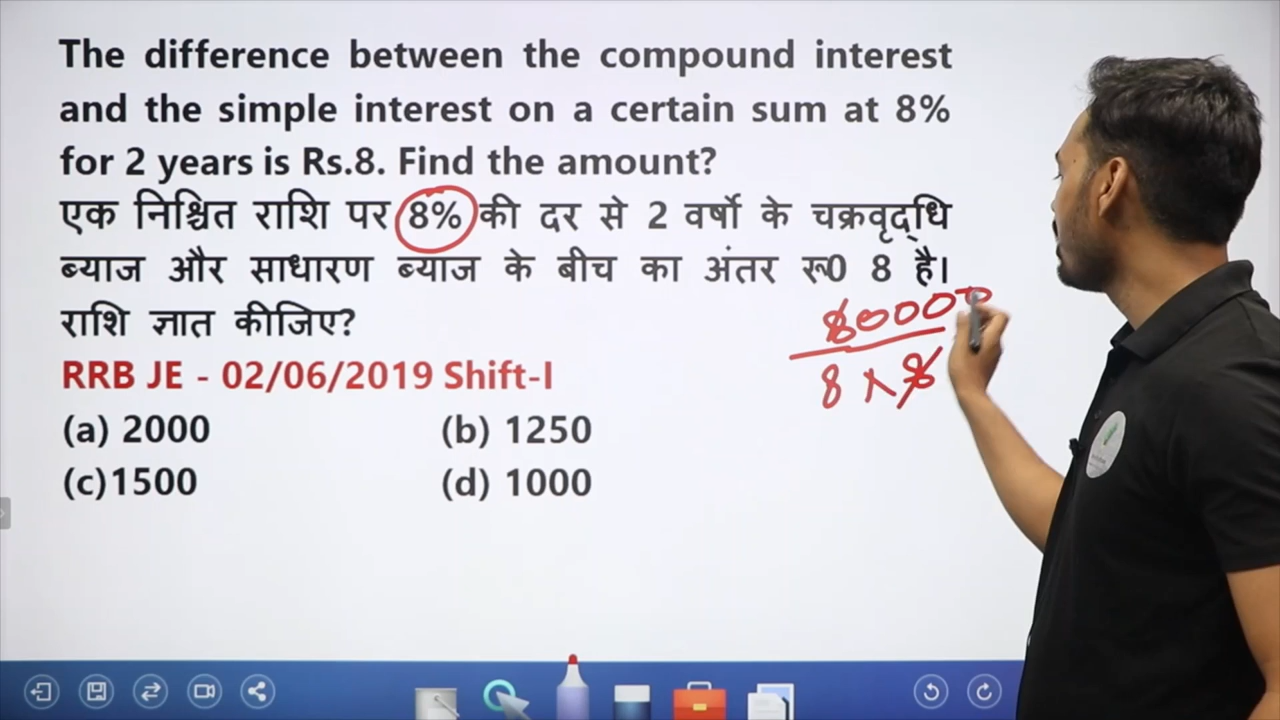 The difference between the compound interest
and the simple interest on a certain sum at 8%
for 2 years is Rs.8. Find the amount?
एक निश्चित राशि पर 8% की दर से 2 वर्षो के चक्रवृद्धि
ब्याज और साधारण ब्याज के बीच का अंतर रू0 8 है।
राशि ज्ञात कीजिए?
80000
8 × 8
RRB JE - 02/06/2019 Shift-I
(a) 2000 (b) 1250
(c)1500 (d) 1000